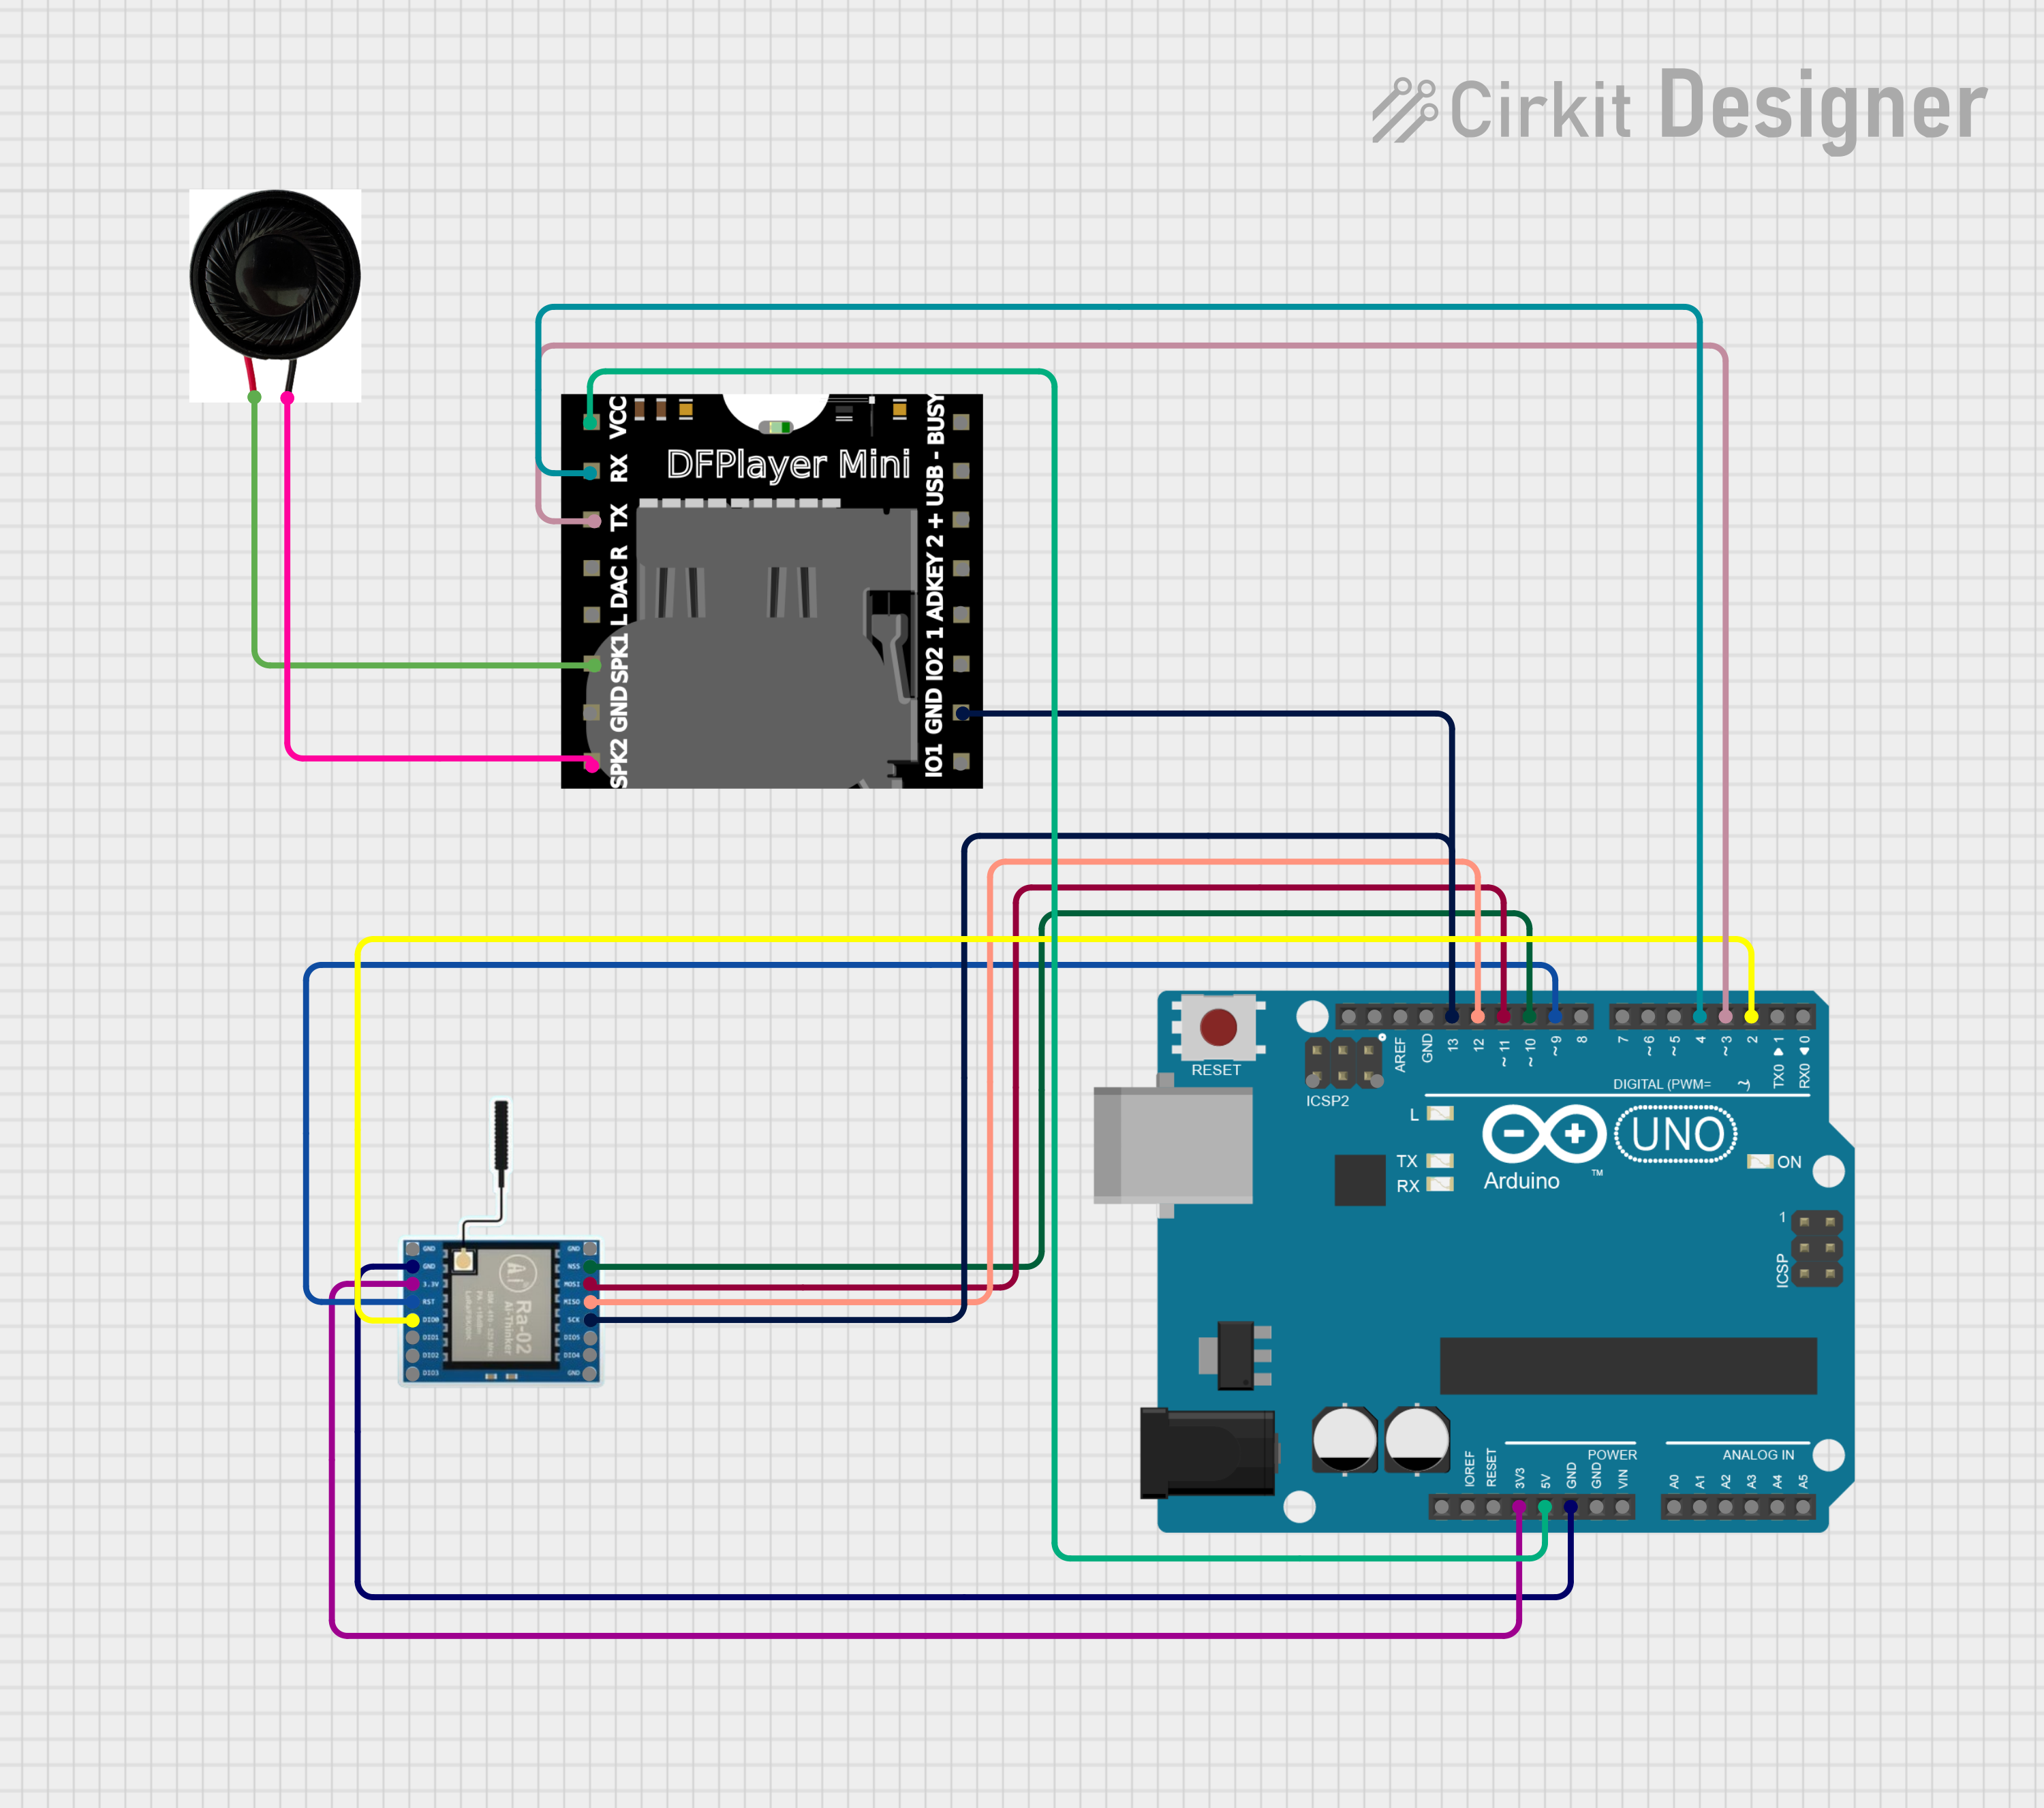 Cirkit Designer
VCC
RX
TX
DAC R
L
SPK1
GND
SPK2
DFPlayer Mini
BUSY
USB -
+
ADKEY 2
1
IO2
GND
IO1
RESET
ICSP2
AREF
GND
13
12
~11
~10
~9
8
7
~6
~5
4
~3
2
TX0 ▶ 1
RX0 ◀ 0
DIGITAL (PWM= ~)
L
TX
RX
UNO
Arduino
TM
ON
1
ICSP
GND
GND
3.3V
RST
DIO0
DIO1
DIO2
DIO3
Ai
Ra-02
Ai-Thinker
GND
NSS
MOSI
MISO
SCK
DIO5
DIO4
GND
IOREF
RESET
3V3
5V
GND
GND
VIN
POWER
ANALOG IN
A0
A1
A2
A3
A4
A5